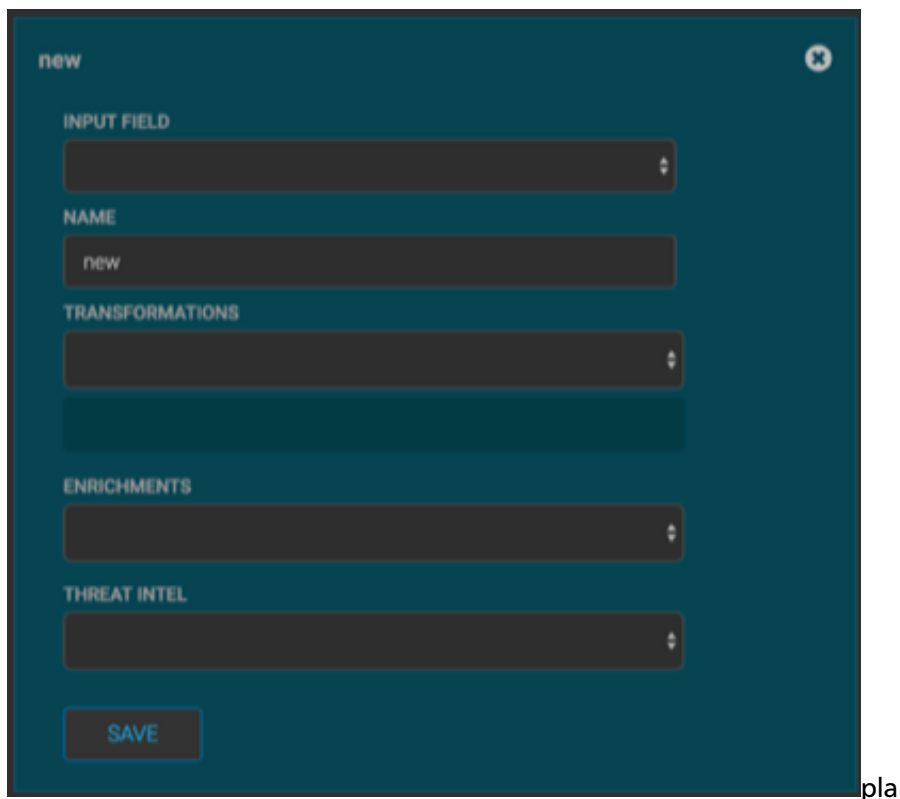 new
INPUT FIELD
NAME
new
TRANSFORMATIONS
ENRICHMENTS
THREAT INTEL
SAVE
pla